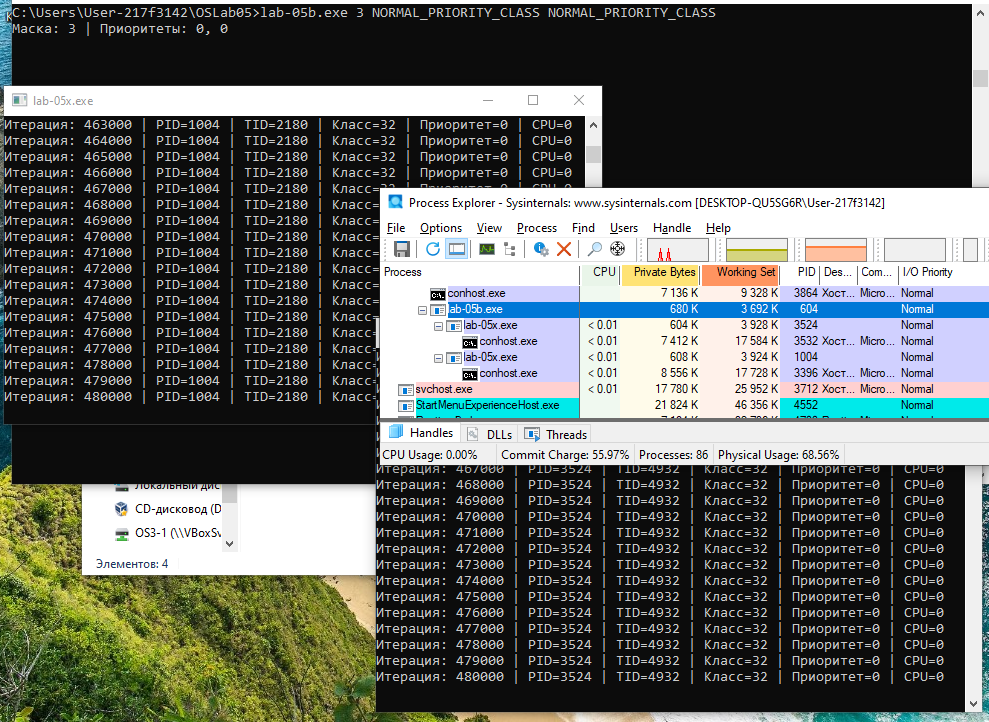 C:\Users\User-217f3142\OSLab05>lab-05b.exe 3 NORMAL_PRIORITY_CLASS NORMAL_PRIORITY_CLASS
Маска: 3 | Приоритеты: 0, 0
lab-05x.exe
Итерация: 463000 | PID=1004 | TID=2180 | Класс=32 | Приоритет=0 | CPU=0
Итерация: 464000 | PID=1004 | TID=2180 | Класс=32 | Приоритет=0 | CPU=0
Итерация: 465000 | PID=1004 | TID=2180 | Класс=32 | Приоритет=0 | CPU=0
Итерация: 466000 | PID=1004 | TID=2180 | Класс=32 | Приоритет=0 | CPU=0
Итерация: 467000 | PID=1004 | TID=2180 | Класс=32 | Приоритет=0 | CPU=0
Итерация: 468000 | PID=1004 | TID=2180 | Класс=
Итерация: 469000 | PID=1004 | TID=2180 | Класс=
Итерация: 470000 | PID=1004 | TID=2180 | Класс=
Итерация: 471000 | PID=1004 | TID=2180 | Класс=
Итерация: 472000 | PID=1004 | TID=2180 | Класс=
Итерация: 473000 | PID=1004 | TID=2180 | Класс=
Итерация: 474000 | PID=1004 | TID=2180 | Класс=
Итерация: 475000 | PID=1004 | TID=2180 | Класс=
Итерация: 476000 | PID=1004 | TID=2180 | Класс=
Итерация: 477000 | PID=1004 | TID=2180 | Класс=
Итерация: 478000 | PID=1004 | TID=2180 | Класс=
Итерация: 479000 | PID=1004 | TID=2180 | Класс=
Итерация: 480000 | PID=1004 | TID=2180 | Класс=
Process Explorer - Sysinternals: www.sysinternals.com [DESKTOP-QU5SG6R\User-217f3142]
File Options View Process Find Users Handle Help
Process CPU Private Bytes Working Set PID Des... Com... I/O Priority
conhost.exe 7 136 K 9 328 K 3864 Хост... Micro... Normal
lab-05b.exe 680 K 3 692 K 604 Normal
lab-05x.exe < 0.01 604 K 3 928 K 3524 Normal
conhost.exe < 0.01 7 412 K 17 584 K 3532 Хост... Micro... Normal
lab-05x.exe < 0.01 608 K 3 924 K 1004 Normal
conhost.exe < 0.01 8 556 K 17 728 K 3396 Хост... Micro... Normal
svchost.exe < 0.01 17 780 K 25 952 K 3712 Хост... Micro... Normal
StartMenuExperienceHost.exe 21 824 K 46 356 K 4552 Normal
Handles DLLs Threads
CPU Usage: 0.00% Commit Charge: 55.97% Processes: 86 Physical Usage: 68.56%
Итерация: 467000 | PID=3524 | TID=4932 | Класс=32 | Приоритет=0 | CPU=0
Итерация: 468000 | PID=3524 | TID=4932 | Класс=32 | Приоритет=0 | CPU=0
Итерация: 469000 | PID=3524 | TID=4932 | Класс=32 | Приоритет=0 | CPU=0
Итерация: 470000 | PID=3524 | TID=4932 | Класс=32 | Приоритет=0 | CPU=0
Итерация: 471000 | PID=3524 | TID=4932 | Класс=32 | Приоритет=0 | CPU=0
Итерация: 472000 | PID=3524 | TID=4932 | Класс=32 | Приоритет=0 | CPU=0
Итерация: 473000 | PID=3524 | TID=4932 | Класс=32 | Приоритет=0 | CPU=0
Итерация: 474000 | PID=3524 | TID=4932 | Класс=32 | Приоритет=0 | CPU=0
Итерация: 475000 | PID=3524 | TID=4932 | Класс=32 | Приоритет=0 | CPU=0
Итерация: 476000 | PID=3524 | TID=4932 | Класс=32 | Приоритет=0 | CPU=0
Итерация: 477000 | PID=3524 | TID=4932 | Класс=32 | Приоритет=0 | CPU=0
Итерация: 478000 | PID=3524 | TID=4932 | Класс=32 | Приоритет=0 | CPU=0
Итерация: 479000 | PID=3524 | TID=4932 | Класс=32 | Приоритет=0 | CPU=0
Итерация: 480000 | PID=3524 | TID=4932 | Класс=32 | Приоритет=0 | CPU=0
Локальный дис
CD-дисковод (D
OS3-1 (\\VBoxSv
Элементов: 4